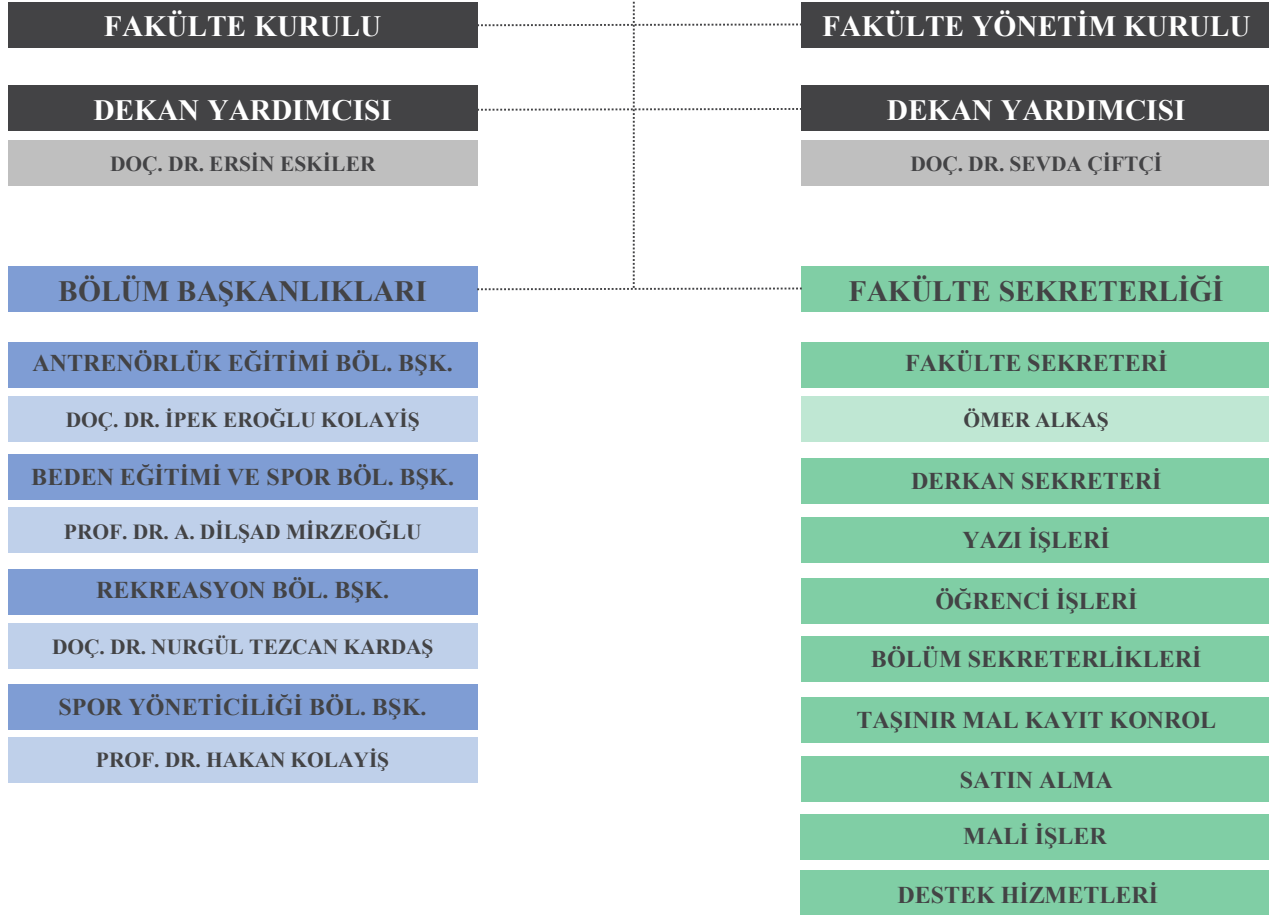 FAKÜLTE KURULU
FAKÜLTE YÖNETİM KURULU
DEKAN YARDIMCISI
DOÇ. DR. ERSİN ESKİLER
DEKAN YARDIMCISI
DOÇ. DR. SEVDA ÇİFTÇİ
BÖLÜM BAŞKANLIKLARI
ANTRENÖRLÜK EĞİTİMİ BÖL. BŞK.
DOÇ. DR. İPEK EROĞLU KOLAYİŞ
BEDEN EĞİTİMİ VE SPOR BÖL. BŞK.
PROF. DR. A. DİLŞAD MİRZEOĞLU
REKREASYON BÖL. BŞK.
DOÇ. DR. NURGÜL TEZCAN KARDAŞ
SPOR YÖNETİCİLİĞİ BÖL. BŞK.
PROF. DR. HAKAN KOLAYİŞ
FAKÜLTE SEKRETERLİĞİ
FAKÜLTE SEKRETERİ
ÖMER ALKAŞ
DERKAN SEKRETERİ
YAZI İŞLERİ
ÖĞRENCİ İŞLERİ
BÖLÜM SEKRETERLİKLERİ
TAŞINIR MAL KAYIT KONROL
SATIN ALMA
MALİ İŞLER
DESTEK HİZMETLERİ